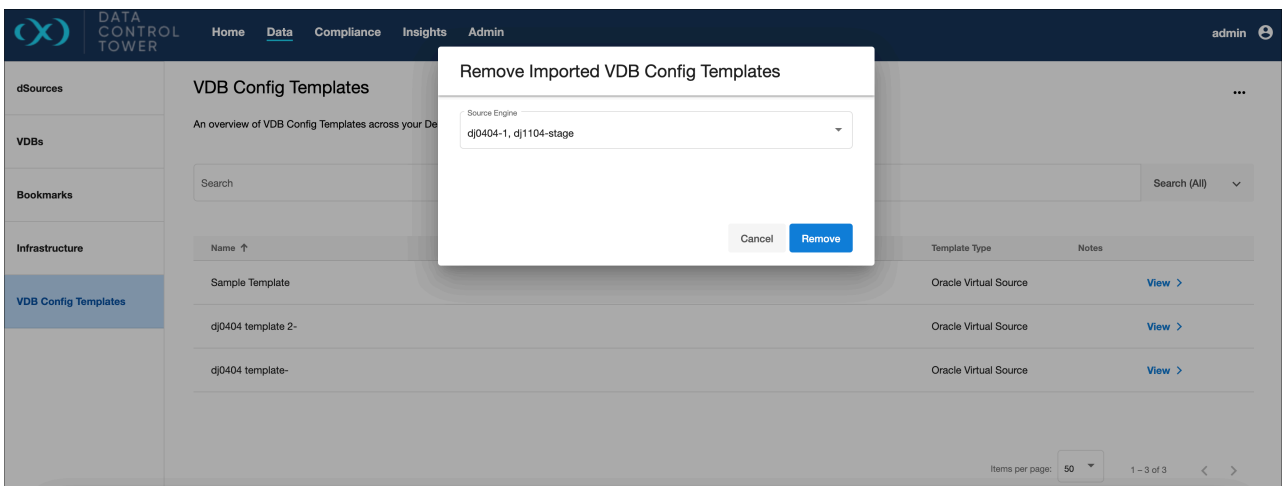 DATA
CONTROL
TOWER
Home Data Compliance Insights Admin
admin
dSources
VDBs
Bookmarks
Infrastructure
VDB Config Templates
VDB Config Templates
An overview of VDB Config Templates across your De
Search
Search (All)
Remove Imported VDB Config Templates
Source Engine
dj0404-1, dj1104-stage
Cancel Remove
Name Template Type Notes
Sample Template Oracle Virtual Source View
dj0404 template 2- Oracle Virtual Source View
dj0404 template- Oracle Virtual Source View
Items per page: 50 1 – 3 of 3